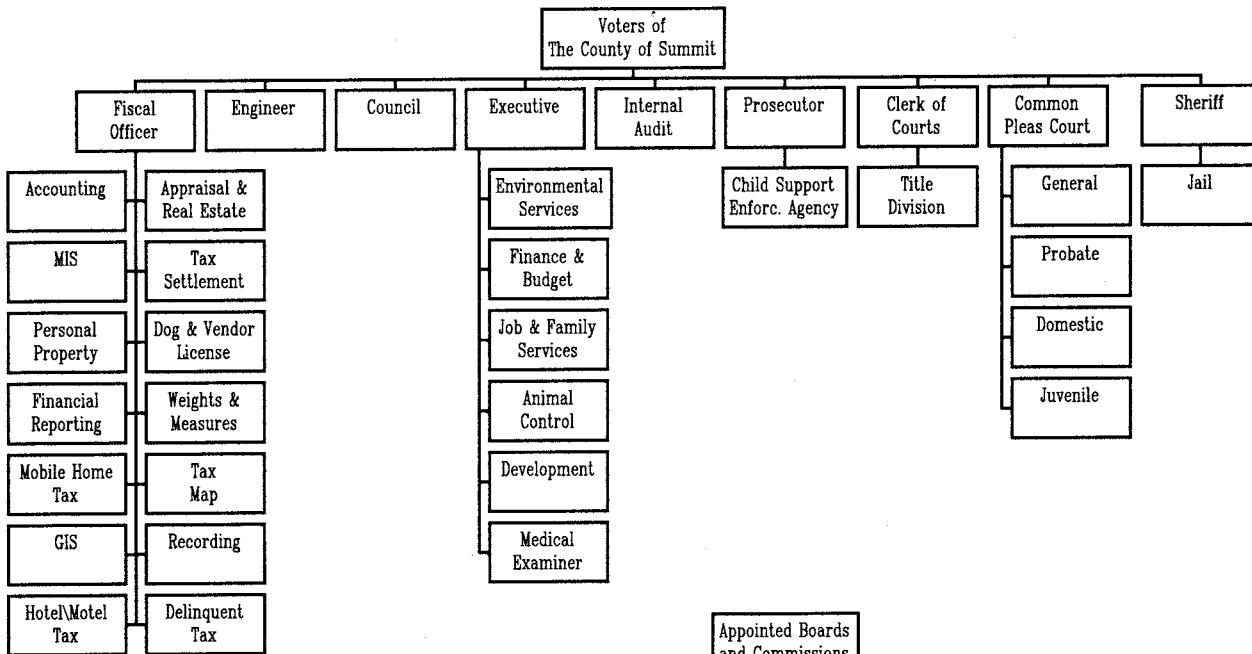 Voters of
The County of Summit
Fiscal
Officer
Engineer
Council
Executive
Internal
Audit
Prosecutor
Clerk of
Courts
Common
Pleas Court
Sheriff
Accounting
Appraisal &
Real Estate
MIS
Tax
Settlement
Personal
Property
Dog & Vendor
License
Financial
Reporting
Weights &
Measures
Mobile Home
Tax
Tax
Map
GIS
Recording
Hotel\Motel
Tax
Delinquent
Tax
Environmental
Services
Finance &
Budget
Job & Family
Services
Animal
Control
Development
Medical
Examiner
Child Support
Enforc. Agency
Title
Division
General
Probate
Domestic
Juvenile
Jail
Appointed Boards
and Commissions